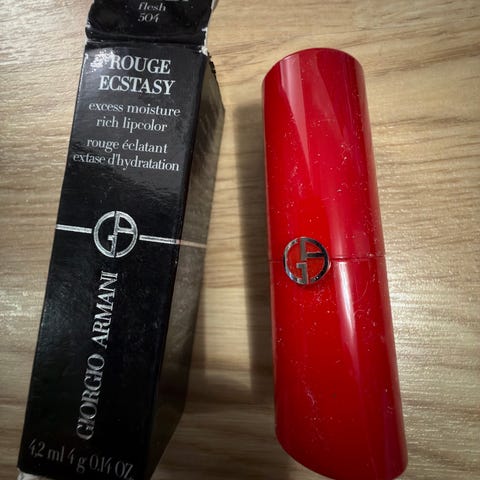 flesh
504
ROUGE
ECSTASY
excess moisture
rich lipcolor
rouge éclatant
extase d'hydratation
GIORGIO ARMANI
4,2 ml 4 g 0.14 OZ.